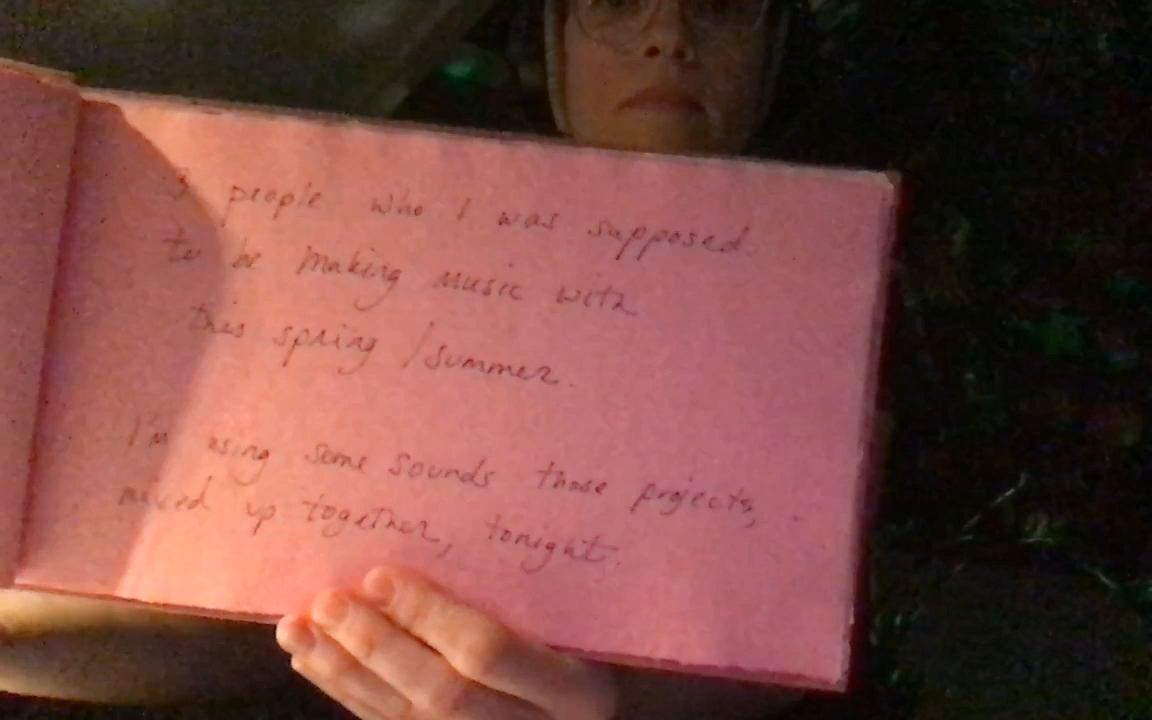 3 people who I was supposed
to be making music with
this spring / summer.
I'm using some sounds those projects,
mixed up together, tonight.